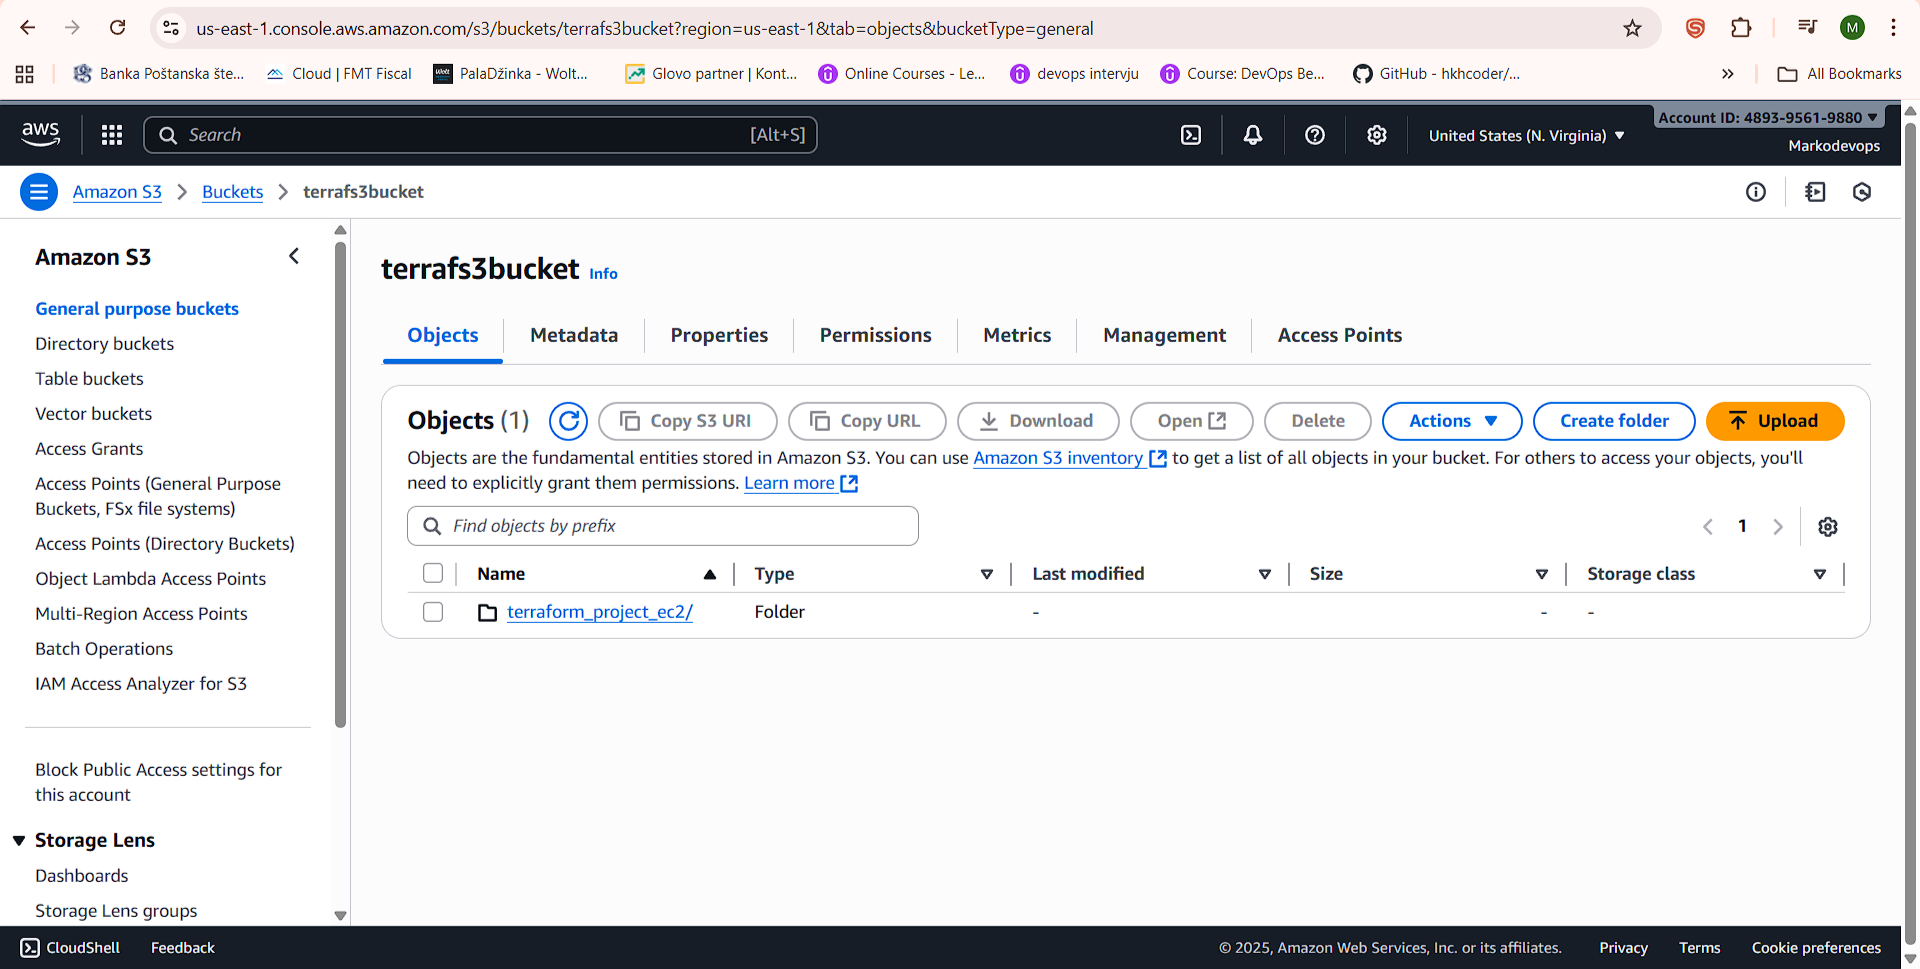 us-east-1.console.aws.amazon.com/s3/buckets/terrafs3bucket?region=us-east-1&tab=objects&bucketType=general
M
Banka Poštanska šte...
Cloud | FMT Fiscal
Wolt
PalaDžinka - Wolt...
Glovo partner | Kont...
Online Courses - Le...
devops intervju
Course: DevOps Be...
GitHub - hkhcoder/...
All Bookmarks
aws
Search
[Alt+S]
United States (N. Virginia)
Account ID: 4893-9561-9880
Markodevops
Amazon S3
Buckets
terrafs3bucket
Amazon S3
General purpose buckets
Directory buckets
Table buckets
Vector buckets
Access Grants
Access Points (General Purpose
Buckets, FSx file systems)
Access Points (Directory Buckets)
Object Lambda Access Points
Multi-Region Access Points
Batch Operations
IAM Access Analyzer for S3
Block Public Access settings for
this account
Storage Lens
Dashboards
Storage Lens groups
terrafs3bucket Info
Objects
Metadata
Properties
Permissions
Metrics
Management
Access Points
Objects (1)
Copy S3 URI
Copy URL
Download
Open
Delete
Actions
Create folder
Upload
Objects are the fundamental entities stored in Amazon S3. You can use Amazon S3 inventory to get a list of all objects in your bucket. For others to access your objects, you'll
need to explicitly grant them permissions. Learn more
Find objects by prefix
1
Name
Type
Last modified
Size
Storage class
terraform_project_ec2/
Folder
-
-
-
CloudShell
Feedback
© 2025, Amazon Web Services, Inc. or its affiliates.
Privacy
Terms
Cookie preferences